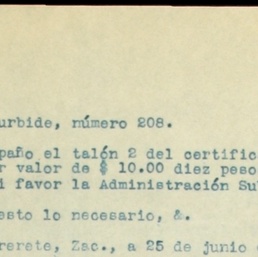 urbide, número 208.
paño el talón 2 del certific
r valor de $ 10.00 diez peso
i favor la Administración Su
esto lo necesario, &.
rerete, Zac., a 25 de junio